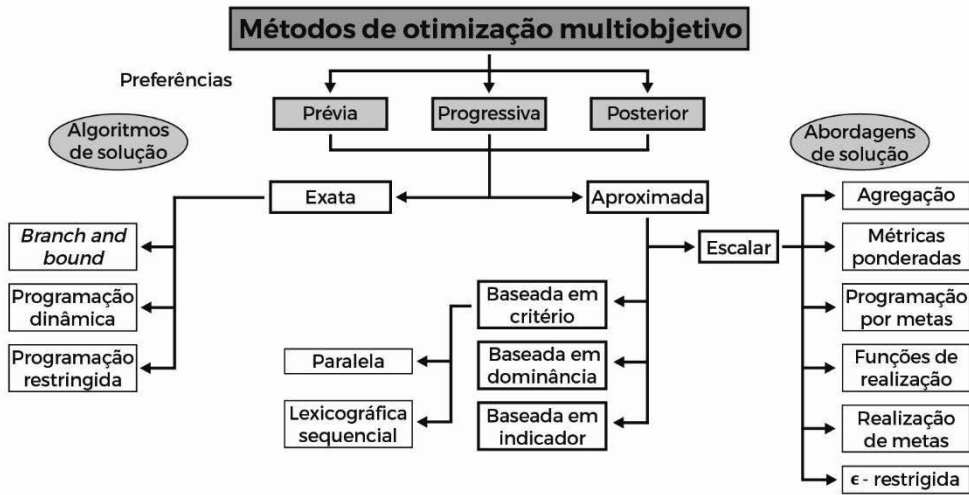 Métodos de otimização multiobjetivo
Preferências
Prévia
Progressiva
Posterior
Algoritmos
de solução
Abordagens
de solução
Exata
Aproximada
Escalar
Branch and
bound
Programação
dinâmica
Programação
restringida
Baseada em
critério
Baseada em
dominância
Baseada em
indicador
Paralela
Lexicográfica
sequencial
Agregação
Métricas
ponderadas
Programação
por metas
Funções de
realização
Realização
de metas
ϵ - restrigida